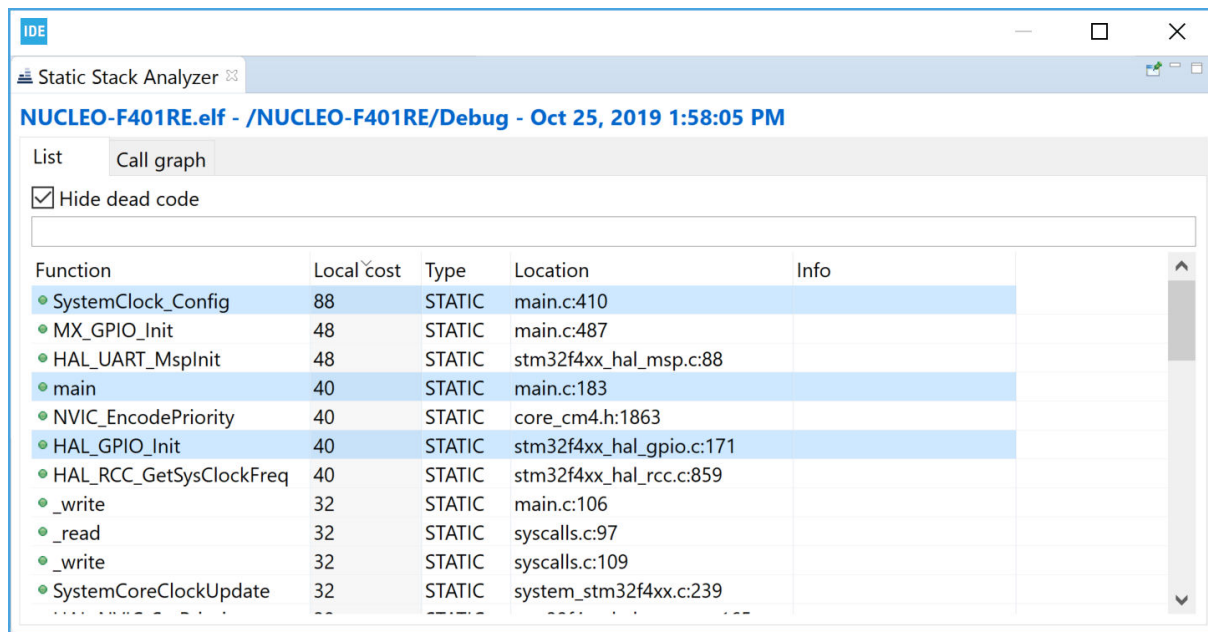 IDE
Static Stack Analyzer
NUCLEO-F401RE.elf - /NUCLEO-F401RE/Debug - Oct 25, 2019 1:58:05 PM
List Call graph
Hide dead code
Function Local cost Type Location Info
SystemClock_Config 88 STATIC main.c:410
MX_GPIO_Init 48 STATIC main.c:487
HAL_UART_MspInit 48 STATIC stm32f4xx_hal_msp.c:88
main 40 STATIC main.c:183
NVIC_EncodePriority 40 STATIC core_cm4.h:1863
HAL_GPIO_Init 40 STATIC stm32f4xx_hal_gpio.c:171
HAL_RCC_GetSysClockFreq 40 STATIC stm32f4xx_hal_rcc.c:859
_write 32 STATIC main.c:106
_read 32 STATIC syscalls.c:97
_write 32 STATIC syscalls.c:109
SystemCoreClockUpdate 32 STATIC system_stm32f4xx.c:239